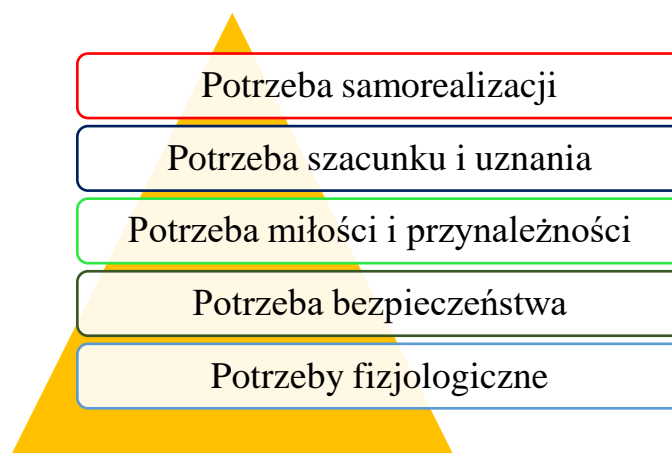 Potrzeba samorealizacji
Potrzeba szacunku i uznania
Potrzeba miłości i przynależności
Potrzeba bezpieczeństwa
Potrzeby fizjologiczne